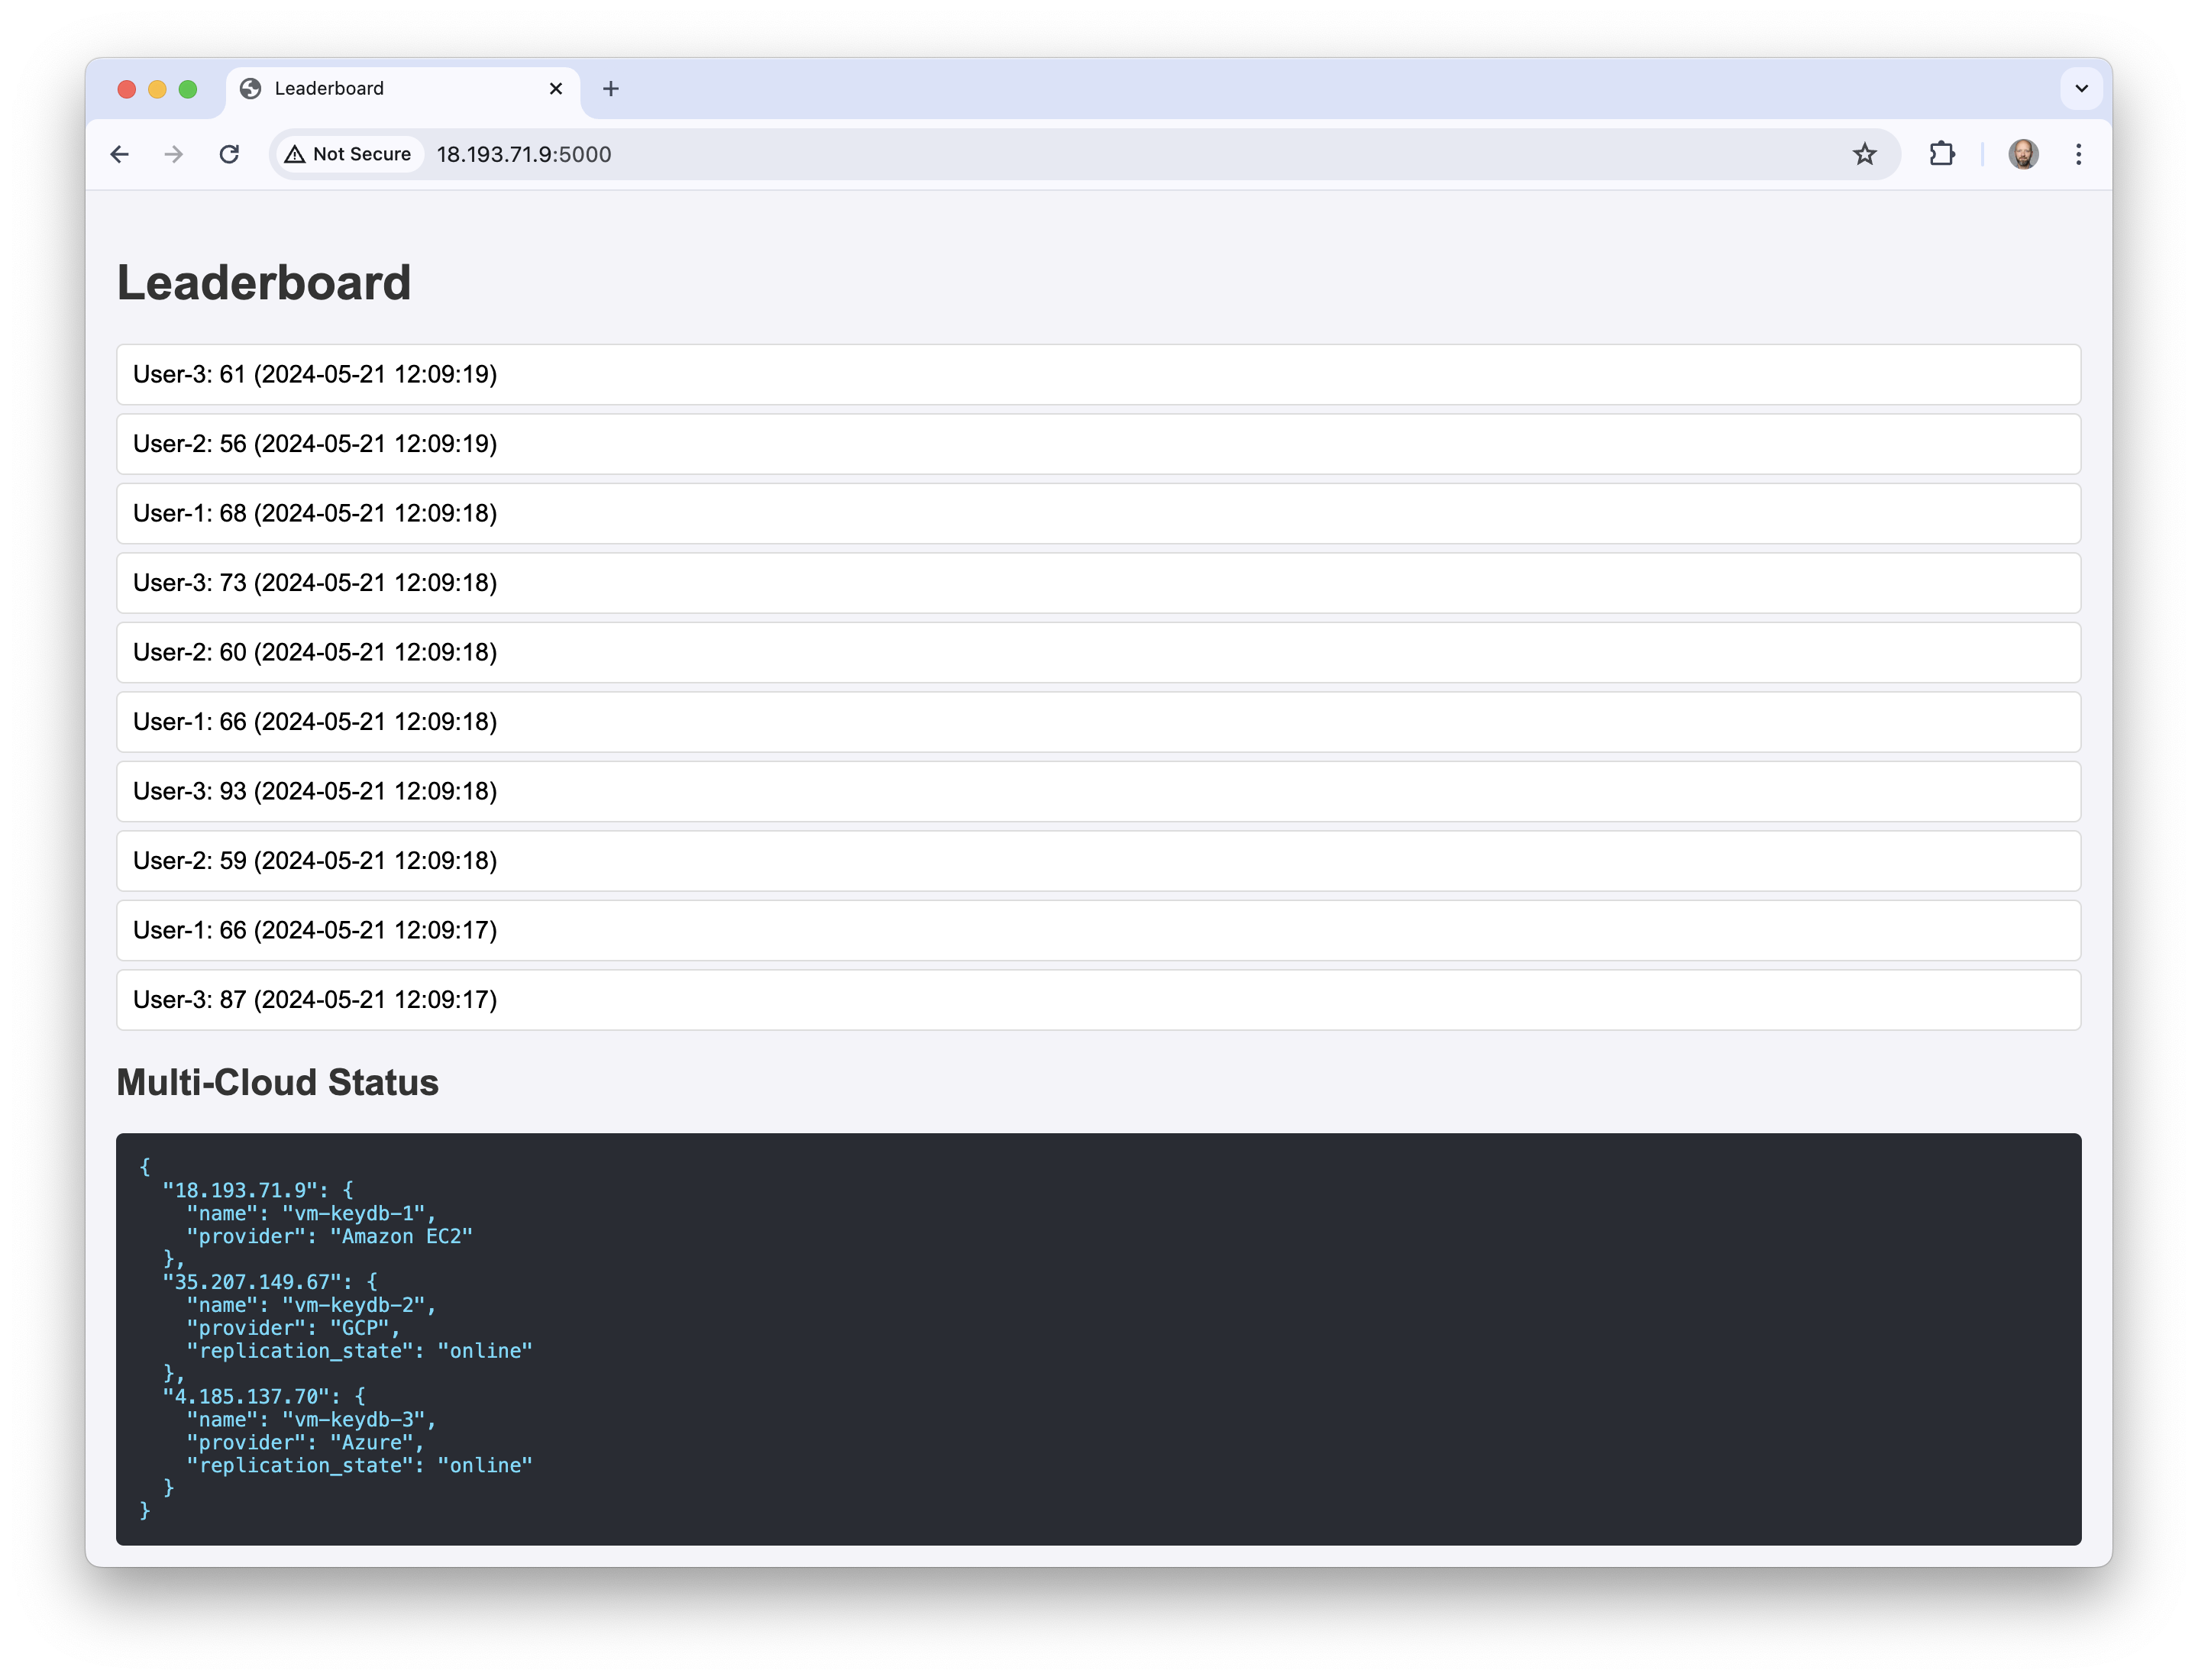 Leaderboard
Not Secure 18.193.71.9:5000
Leaderboard
User-3: 61 (2024-05-21 12:09:19)
User-2: 56 (2024-05-21 12:09:19)
User-1: 68 (2024-05-21 12:09:18)
User-3: 73 (2024-05-21 12:09:18)
User-2: 60 (2024-05-21 12:09:18)
User-1: 66 (2024-05-21 12:09:18)
User-3: 93 (2024-05-21 12:09:18)
User-2: 59 (2024-05-21 12:09:18)
User-1: 66 (2024-05-21 12:09:17)
User-3: 87 (2024-05-21 12:09:17)
Multi-Cloud Status
{
  "18.193.71.9": {
    "name": "vm-keydb-1",
    "provider": "Amazon EC2"
  },
  "35.207.149.67": {
    "name": "vm-keydb-2",
    "provider": "GCP",
    "replication_state": "online"
  },
  "4.185.137.70": {
    "name": "vm-keydb-3",
    "provider": "Azure",
    "replication_state": "online"
  }
}